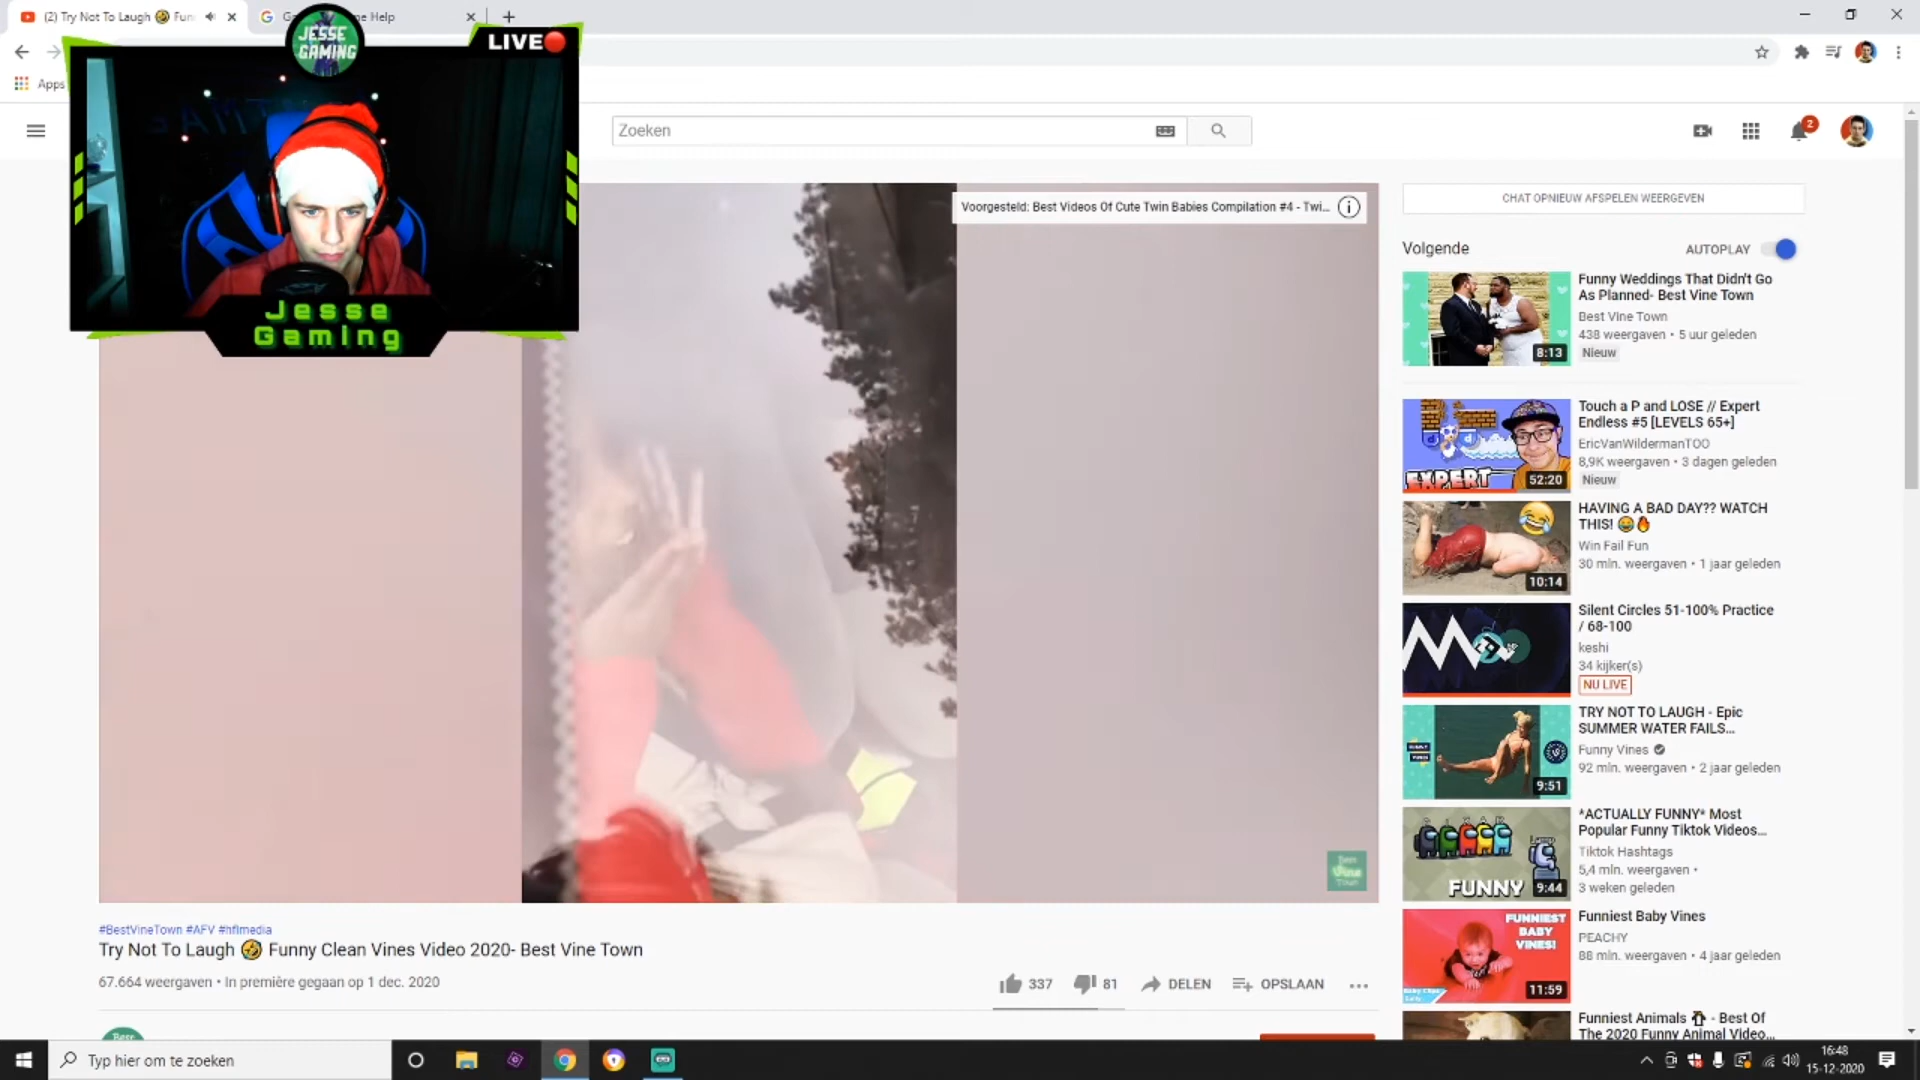 (2) Try Not To Laugh 🤣 Fun
me Help
JESSE
GAMING
LIVE
Apps
Jesse
Gaming
Zoeken
2
Voorgesteld: Best Videos Of Cute Twin Babies Compilation #4 - Twi...
CHAT OPNIEUW AFSPELEN WEERGEVEN
Volgende
AUTOPLAY
Funny Weddings That Didn't Go
As Planned- Best Vine Town
Best Vine Town
438 weergaven • 5 uur geleden
Nieuw
8:13
Touch a P and LOSE // Expert
Endless #5 [LEVELS 65+]
EricVanWildermanTOO
8,9K weergaven • 3 dagen geleden
Nieuw
EXPERT
52:20
HAVING A BAD DAY?? WATCH
THIS! 😂🔥
Win Fail Fun
30 mln. weergaven • 1 jaar geleden
10:14
Silent Circles 51-100% Practice
/ 68-100
keshi
34 kijker(s)
NU LIVE
TRY NOT TO LAUGH - Epic
SUMMER WATER FAILS...
Funny Vines
92 mln. weergaven • 2 jaar geleden
9:51
*ACTUALLY FUNNY* Most
Popular Funny Tiktok Videos...
Tiktok Hashtags
5,4 mln. weergaven •
3 weken geleden
FUNNY
9:44
Funniest Baby Vines
PEACHY
88 mln. weergaven • 4 jaar geleden
FUNNIEST
BABY
VINES!
11:59
Funniest Animals 🐧 - Best Of
The 2020 Funny Animal Video...
Vine
Town
#BestVineTown #AFV #hflmedia
Try Not To Laugh 🤣 Funny Clean Vines Video 2020- Best Vine Town
67.664 weergaven • In première gegaan op 1 dec. 2020
337
81
DELEN
OPSLAAN
Typ hier om te zoeken
16:48
15-12-2020